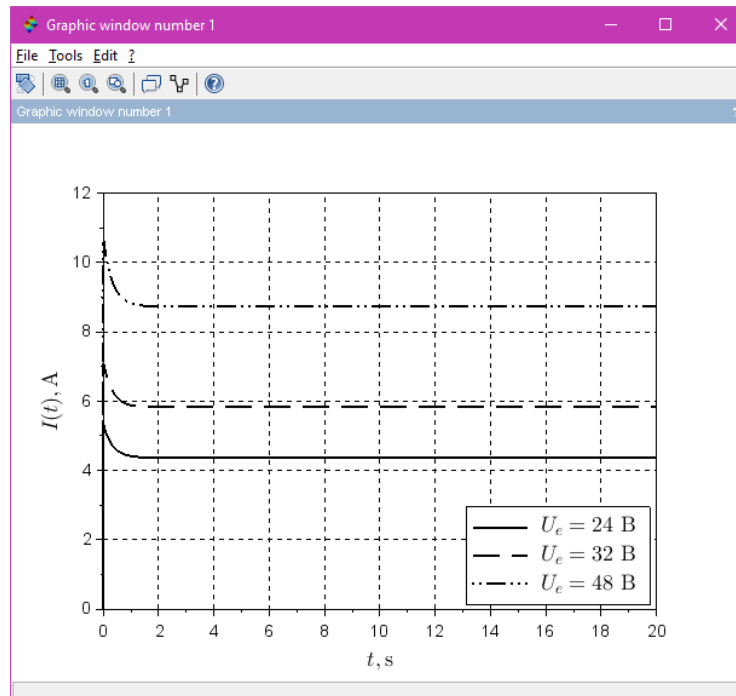 Graphic window number 1
File Tools Edit ?
Graphic window number 1
12
10
8
6
4
2
0
I(t), A
0 2 4 6 8 10 12 14 16 18 20
t, s
U_e = 24 В
U_e = 32 В
U_e = 48 В